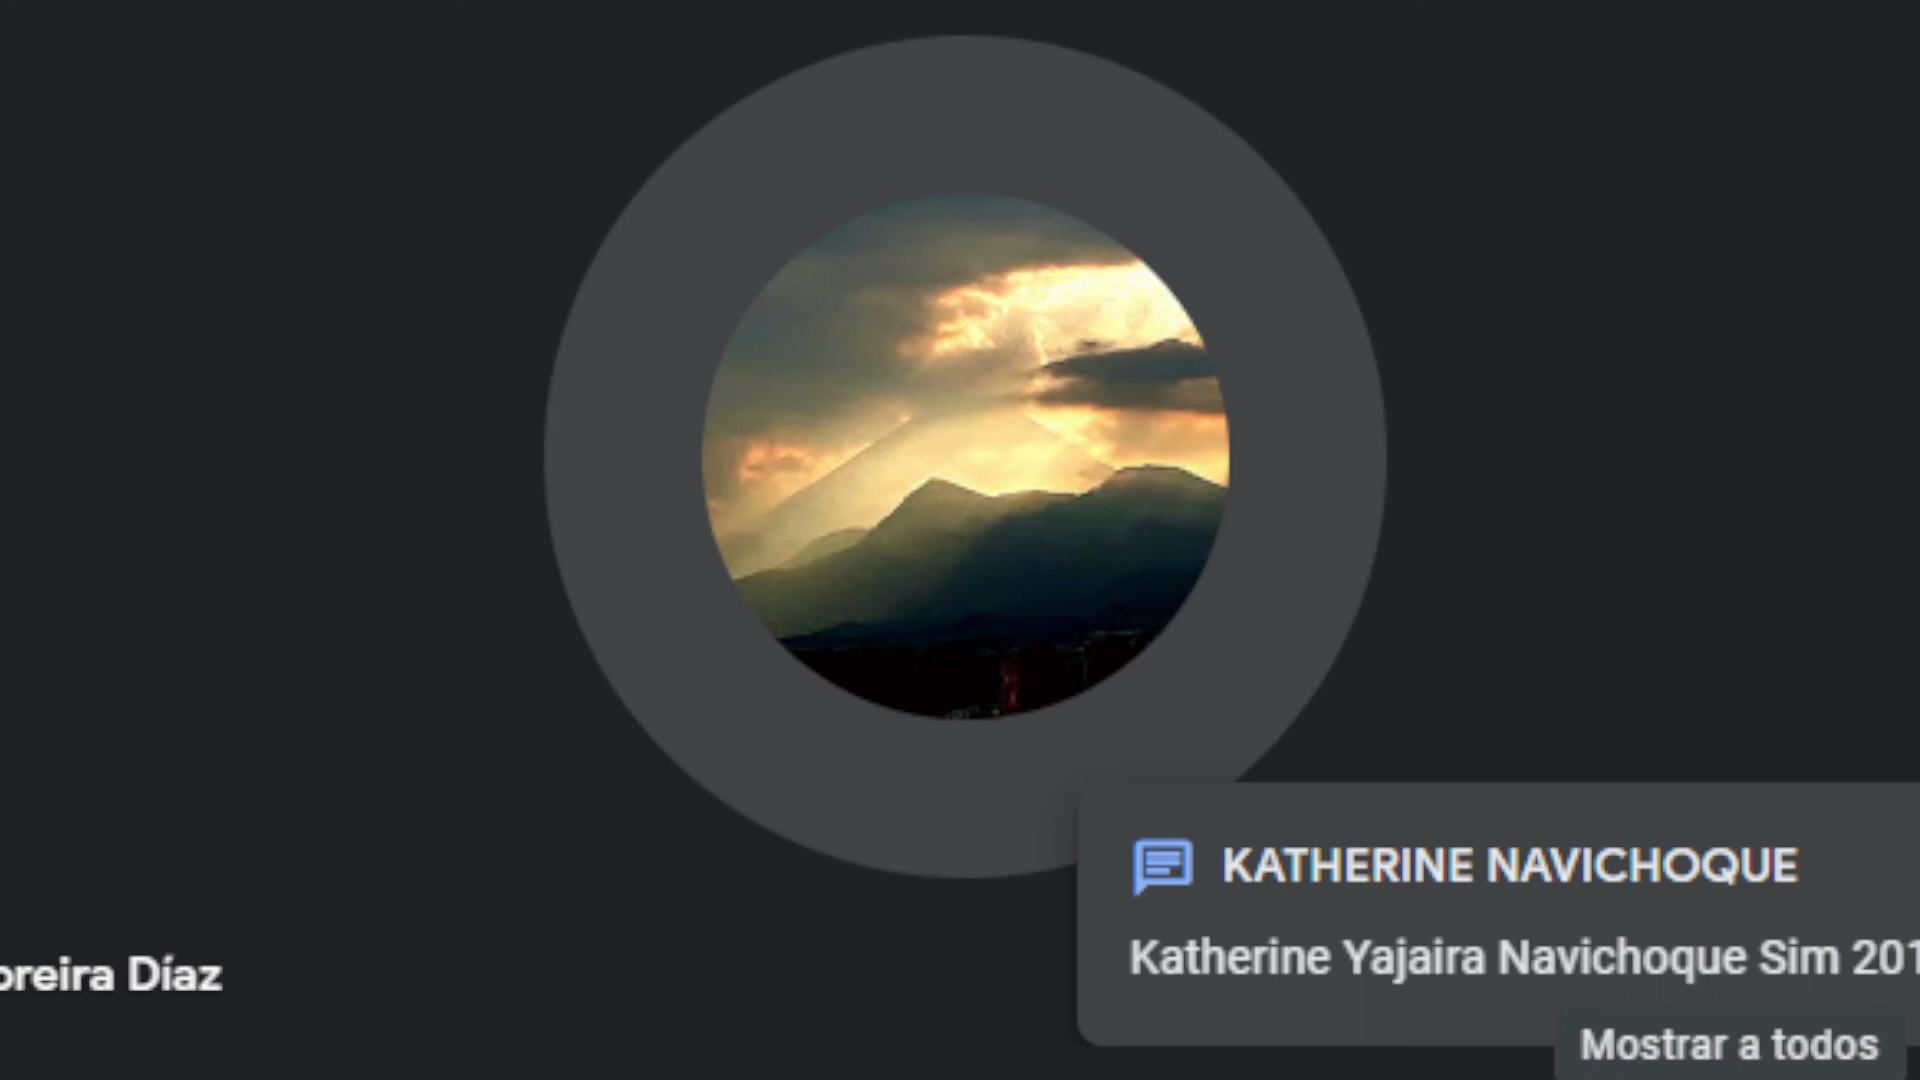 KATHERINE NAVICHOQUE
Katherine Yajaira Navichoque Sim 201
oreira Díaz
Mostrar a todos